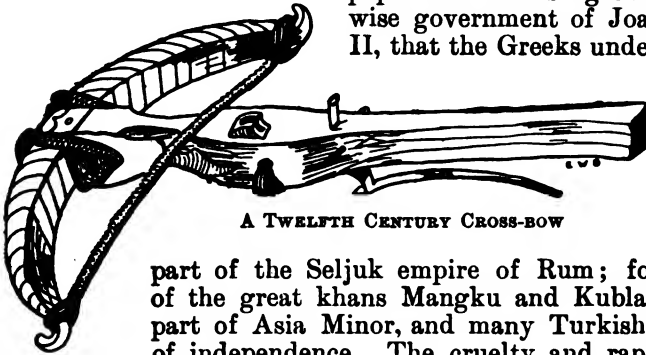 wise government of Joa
II, that the Greeks unde
C W O
A TWELFTH CENTURY CROSS-BOW
part of the Seljuk empire of Rum; fo
of the great khans Mangku and Kubla
part of Asia Minor, and many Turkish
of independence. The cruelty and rap